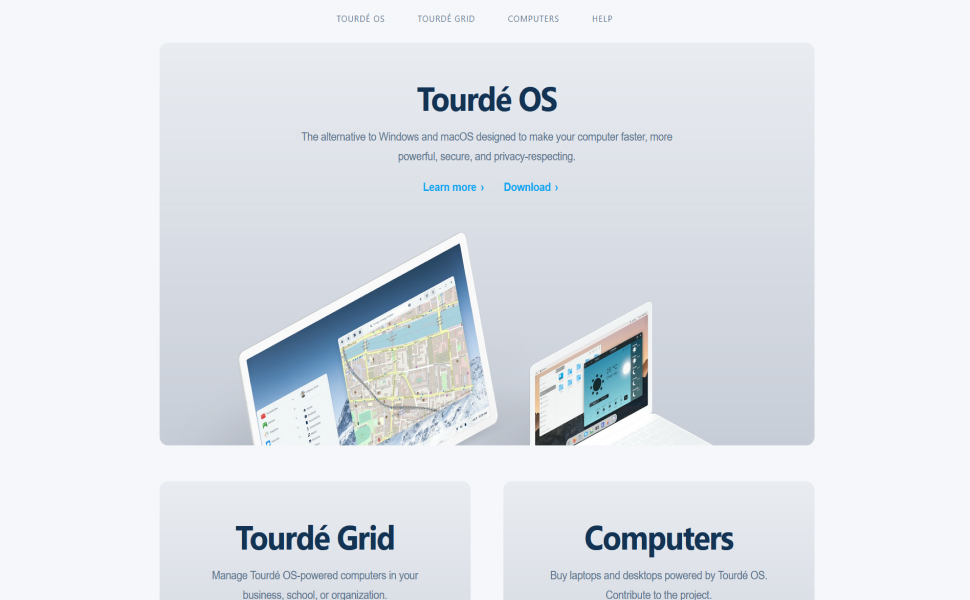 TOURDÉ OS
TOURDÉ GRID
COMPUTERS
HELP
Tourdé OS
The alternative to Windows and macOS designed to make your computer faster, more
powerful, secure, and privacy-respecting.
Learn more ›
Download ›
Tourdé Grid
Manage Tourdé OS-powered computers in your
business, school, or organization.
Computers
Buy laptops and desktops powered by Tourdé OS.
Contribute to the project.